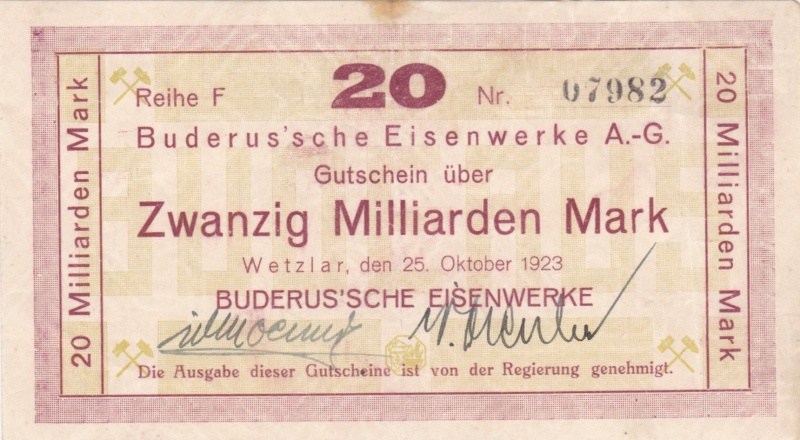 20 Milliarden Mark
Reihe F 20 Nr. 07982
Buderus'sche Eisenwerke A.-G.
Gutschein über
Zwanzig Milliarden Mark
Wetzlar, den 25. Oktober 1923
BUDERUS'SCHE EISENWERKE
Die Ausgabe dieser Gutscheine ist von der Regierung genehmigt.
20 Milliarden Mark